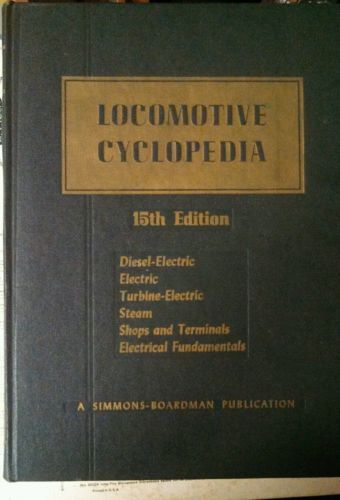 LOCOMOTIVE
CYCLOPEDIA
15th Edition
Diesel-Electric
Electric
Turbine-Electric
Steam
Shops and Terminals
Electrical Fundamentals
A SIMMONS-BOARDMAN PUBLICATION